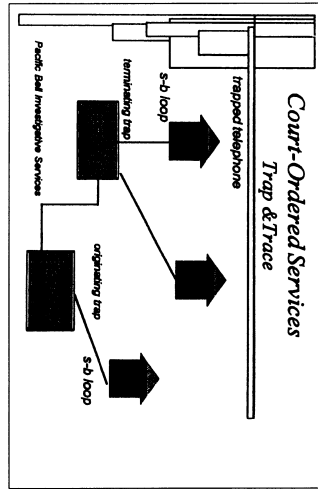 Court-Ordered Services
Trap & Trace
trapped telephone
s-b loop
terminating trap
originating trap
s-b loop
Pacific Bell Investigative Services